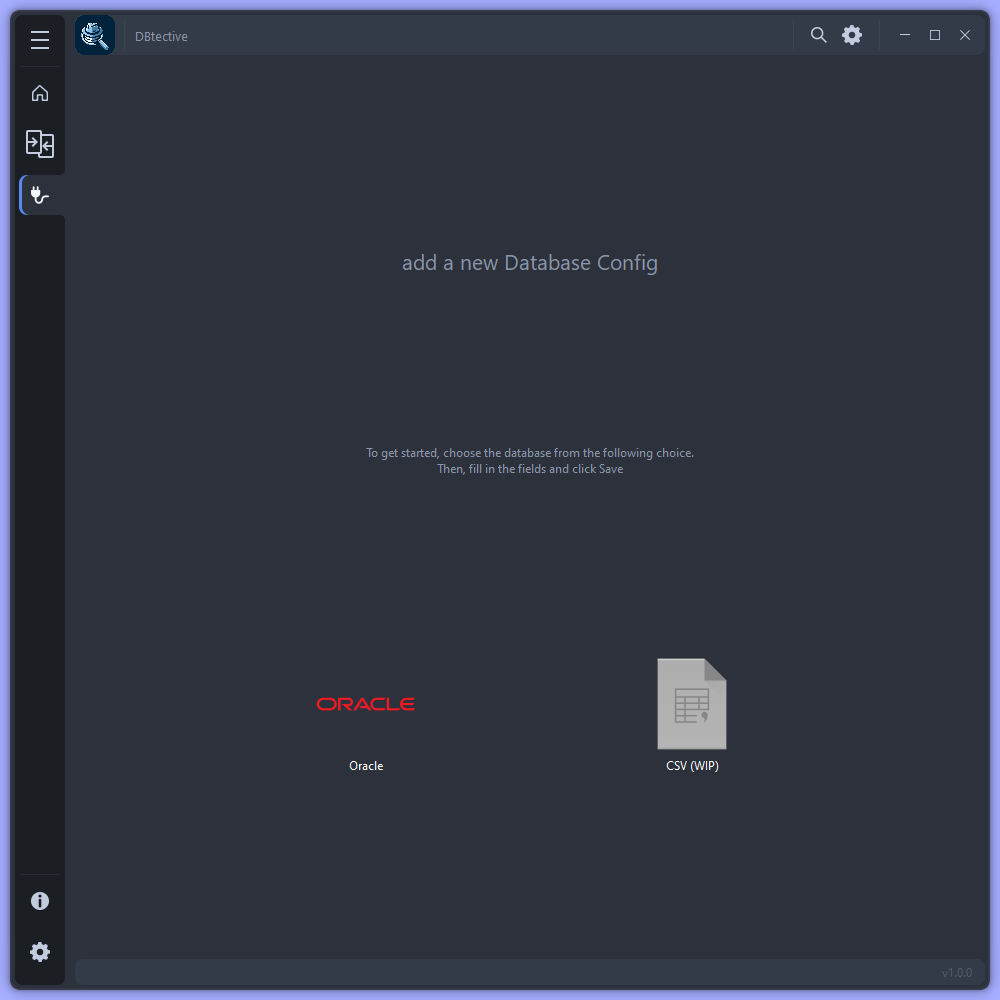 DBtective
add a new Database Config
To get started, choose the database from the following choice.
Then, fill in the fields and click Save
ORACLE
Oracle
CSV (WIP)
v1.0.0